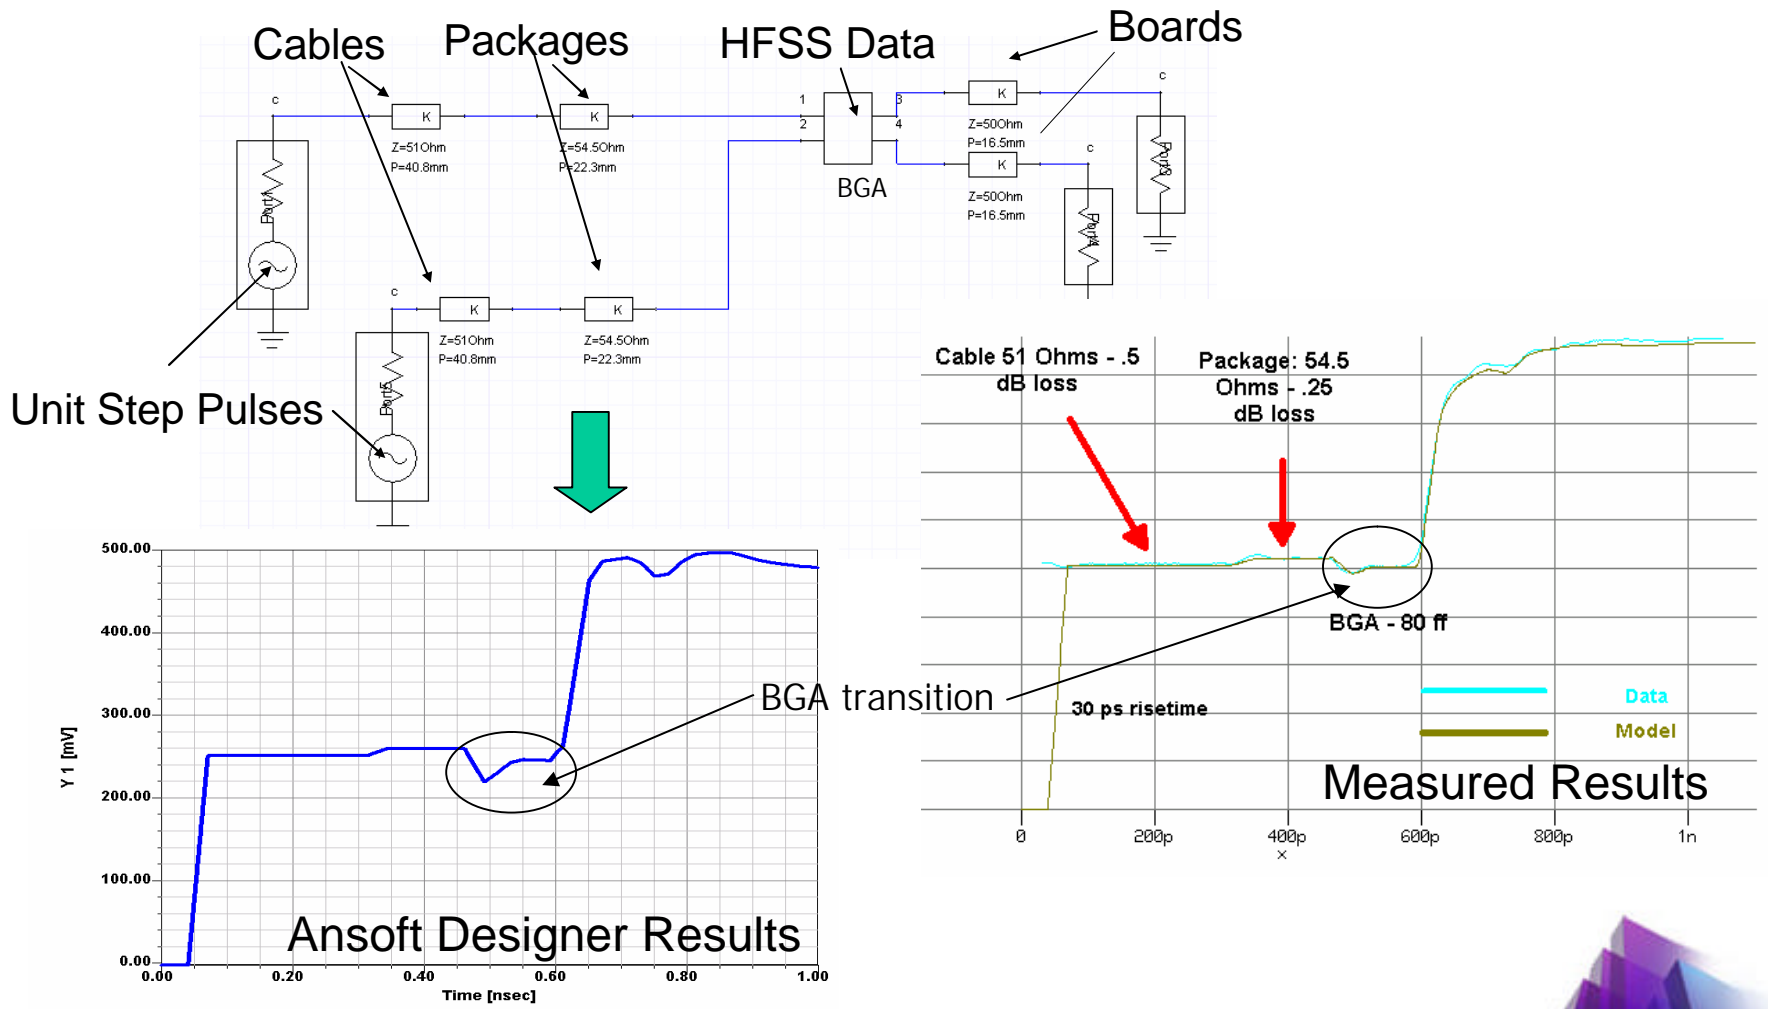 Cables
Packages
HFSS Data
Boards
c
K
Z=51Ohm
P=40.8mm
K
Z=54.5Ohm
P=22.3mm
1
2
3
4
BGA
K
Z=50Ohm
P=16.5mm
K
Z=50Ohm
P=16.5mm
c
Port3
c
Port4
Port1
c
K
Z=51Ohm
P=40.8mm
K
Z=54.5Ohm
P=22.3mm
Unit Step Pulses
Cable 51 Ohms - .5
dB loss
Package: 54.5
Ohms - .25
dB loss
BGA - 80 ff
30 ps risetime
Data
Model
Measured Results
0
200p
400p
600p
800p
1n
x
BGA transition
500.00
400.00
300.00
200.00
100.00
0.00
Y1 [mV]
Ansoft Designer Results
0.00
0.20
0.40
0.60
0.80
1.00
Time [nsec]